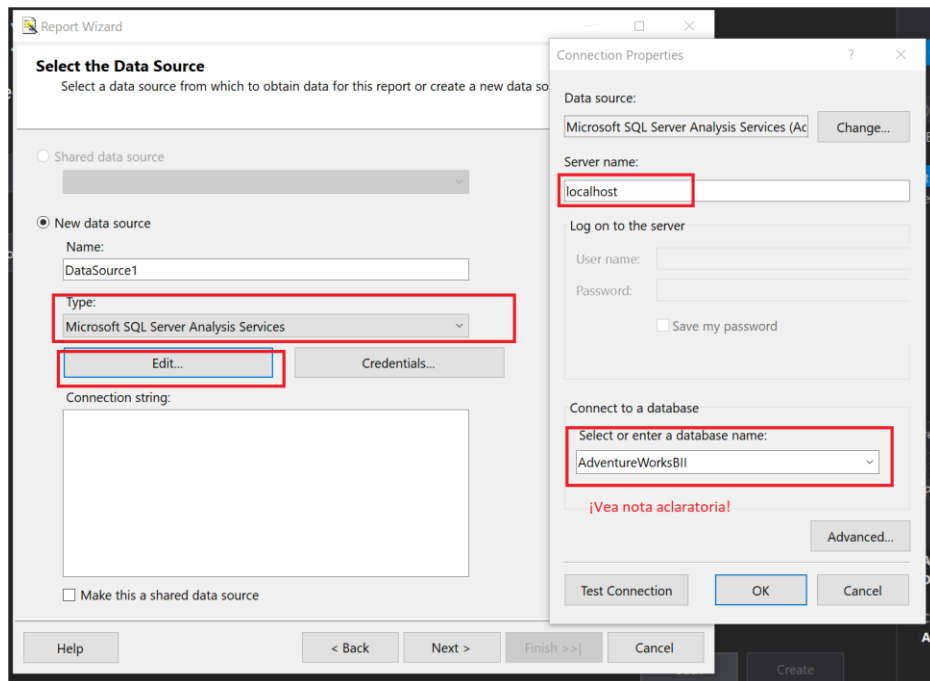 Report Wizard
Select the Data Source
Select a data source from which to obtain data for this report or create a new data so
Shared data source
New data source
Name:
DataSource1
Type:
Microsoft SQL Server Analysis Services
Edit...
Credentials...
Connection string:
Make this a shared data source
Help
< Back
Next >
Finish >>|
Cancel
Connection Properties
?
Data source:
Microsoft SQL Server Analysis Services (Ac
Change...
Server name:
localhost
Log on to the server
User name:
Password:
Save my password
Connect to a database
Select or enter a database name:
AdventureWorksBII
¡Vea nota aclaratoria!
Advanced...
Test Connection
OK
Cancel
Create